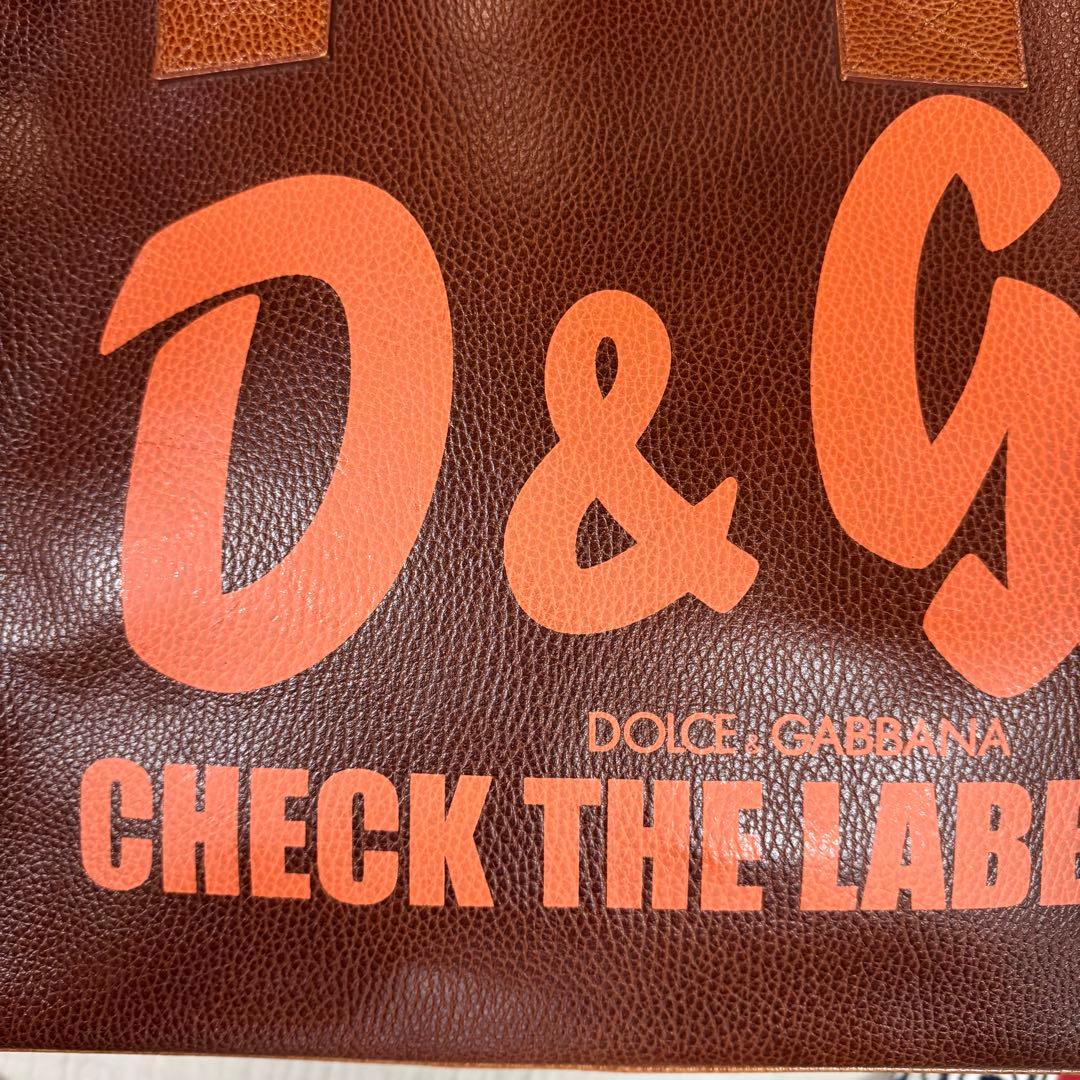 D & G
DOLCE & GABBANA
CHECK THE LABE